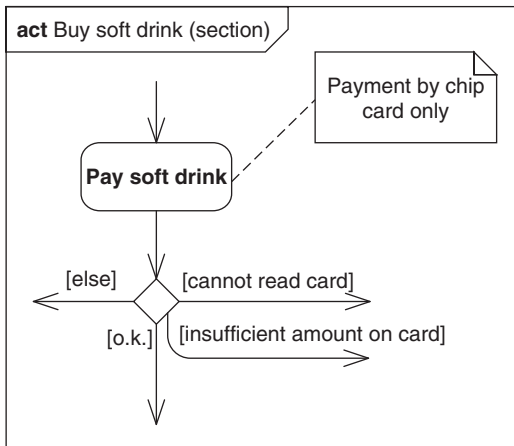 act Buy soft drink (section)
Payment by chip
card only
Pay soft drink
[else]
[cannot read card]
[o.k.]
[insufficient amount on card]